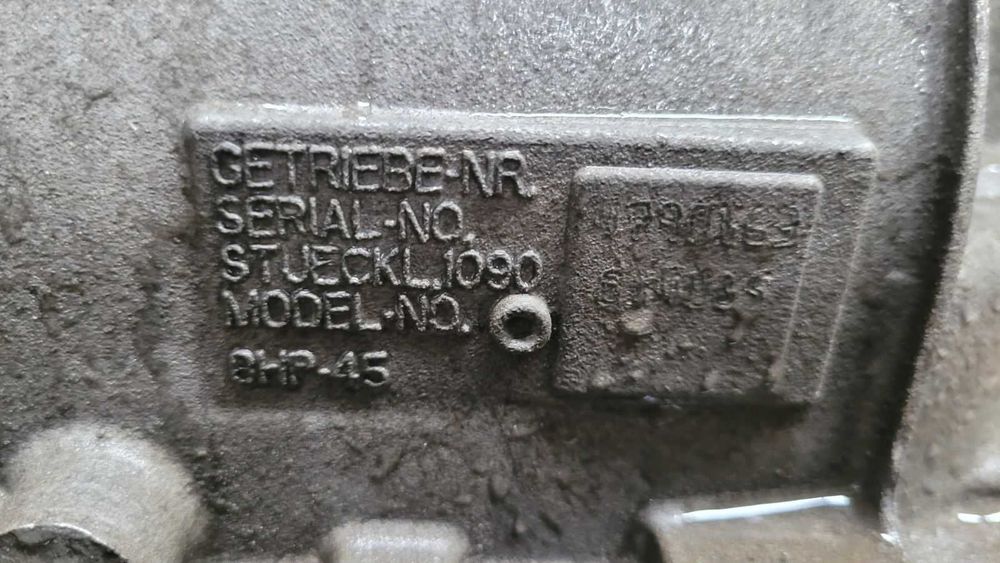 GETRIEBE-NR.
SERIAL-NO.
STUECKL.1090
MODEL-NO.
8HP-45